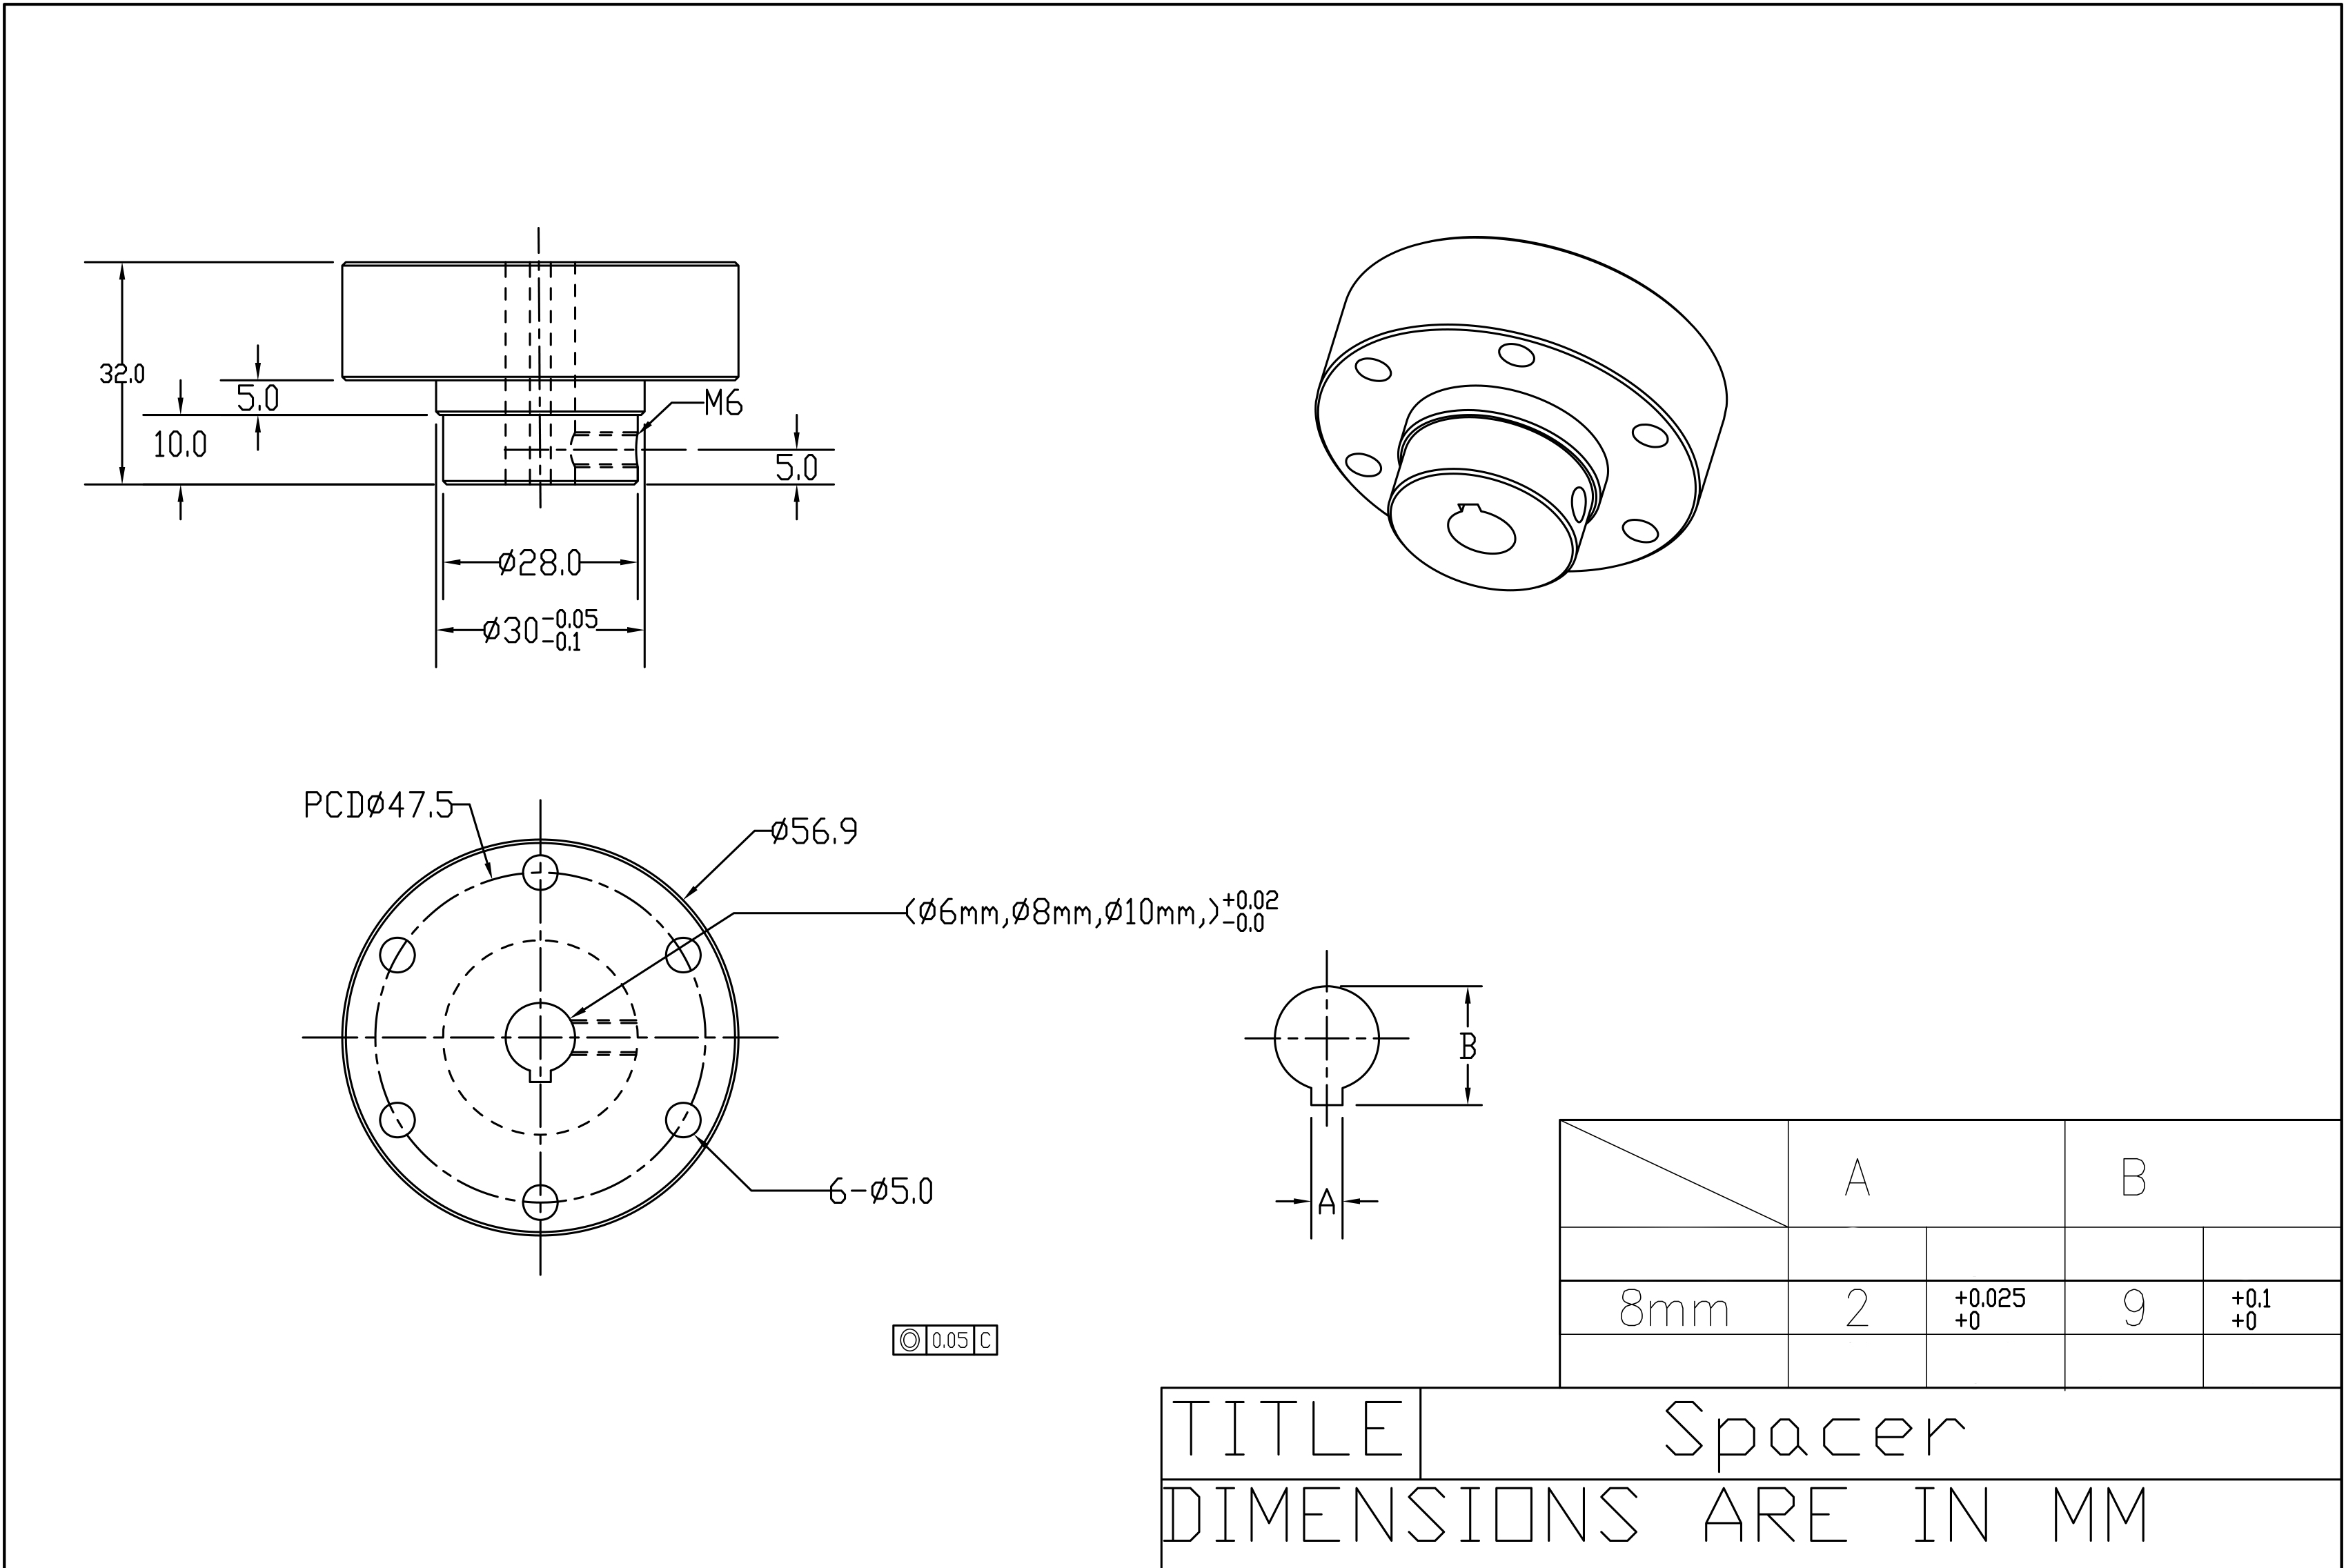 32.0
5.0
10.0
M6
5.0
ø28.0
ø30 -0.05
-0.1
PCDø47.5
ø56.9
(ø6mm,ø8mm,ø10mm,) +0.02
-0.0
B
A
6-ø5.0
◎ 0.05 C
A B
8mm 2 +0.025
+0 9 +0.1
+0
TITLE Spacer
DIMENSIONS ARE IN MM